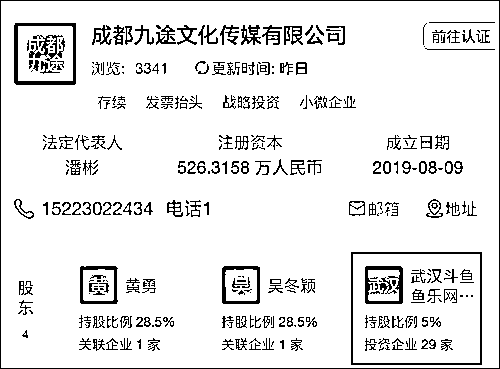 成都
九途
成都九途文化传媒有限公司
前往认证
浏览: 3341 更新时间: 昨日
存续 发票抬头 战略投资 小微企业
法定代表人 注册资本 成立日期
潘彬 526.3158 万人民币 2019-08-09
15223022434 电话1 邮箱 地址
股东
4
黄 黄勇
持股比例 28.5%
关联企业 1 家
吴 吴冬颖
持股比例 28.5%
关联企业 1 家
武汉 武汉斗鱼
鱼乐网…
持股比例 5%
投资企业 29 家